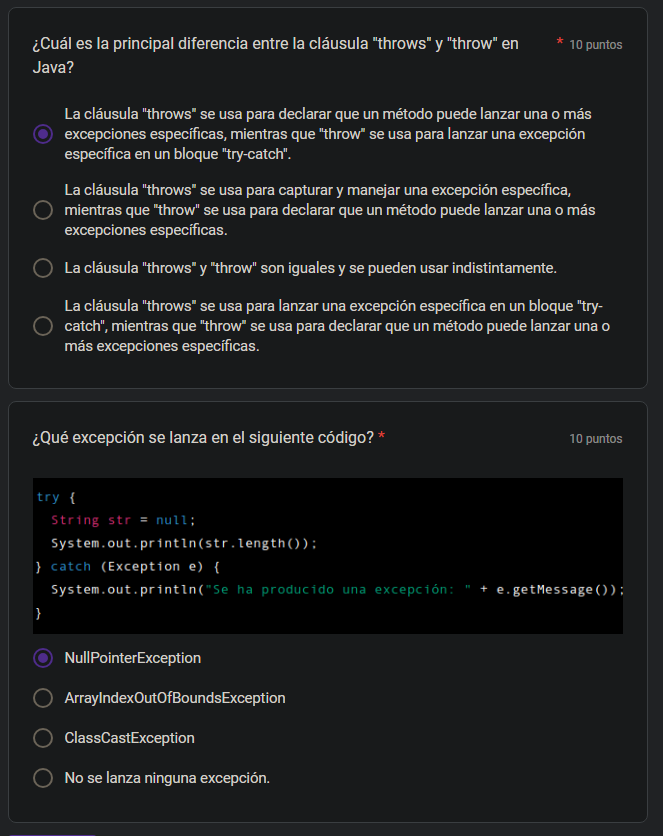 ¿Cuál es la principal diferencia entre la cláusula "throws" y "throw" en * 10 puntos
Java?
La cláusula "throws" se usa para declarar que un método puede lanzar una o más
excepciones específicas, mientras que "throw" se usa para lanzar una excepción
específica en un bloque "try-catch".
La cláusula "throws" se usa para capturar y manejar una excepción específica,
mientras que "throw" se usa para declarar que un método puede lanzar una o más
excepciones específicas.
La cláusula "throws" y "throw" son iguales y se pueden usar indistintamente.
La cláusula "throws" se usa para lanzar una excepción específica en un bloque "try-
catch", mientras que "throw" se usa para declarar que un método puede lanzar una o
más excepciones específicas.
¿Qué excepción se lanza en el siguiente código? * 10 puntos
try {
String str = null;
System.out.println(str.length());
} catch (Exception e) {
System.out.println("Se ha producido una excepción: " + e.getMessage());
}
NullPointerException
ArrayIndexOutOfBoundsException
ClassCastException
No se lanza ninguna excepción.